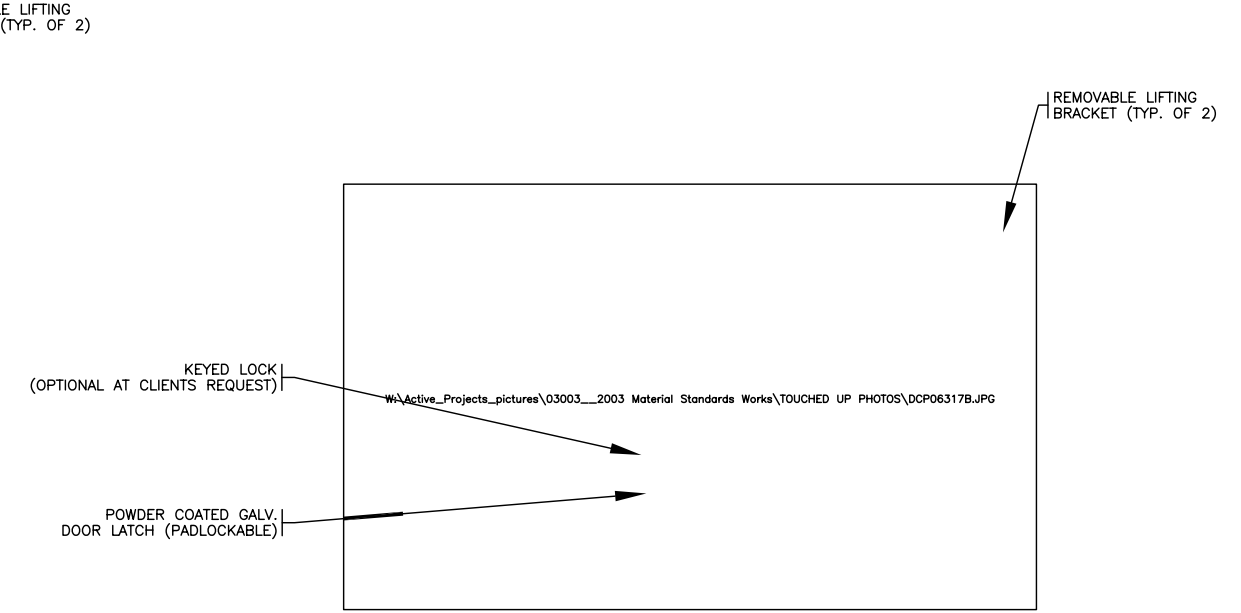 E LIFTING
(TYP. OF 2)
REMOVABLE LIFTING
BRACKET (TYP. OF 2)
KEYED LOCK
(OPTIONAL AT CLIENTS REQUEST)
W:\Active_Projects_pictures\03003__2003 Material Standards Works\TOUCHED UP PHOTOS\DCP06317B.JPG
POWDER COATED GALV.
DOOR LATCH (PADLOCKABLE)